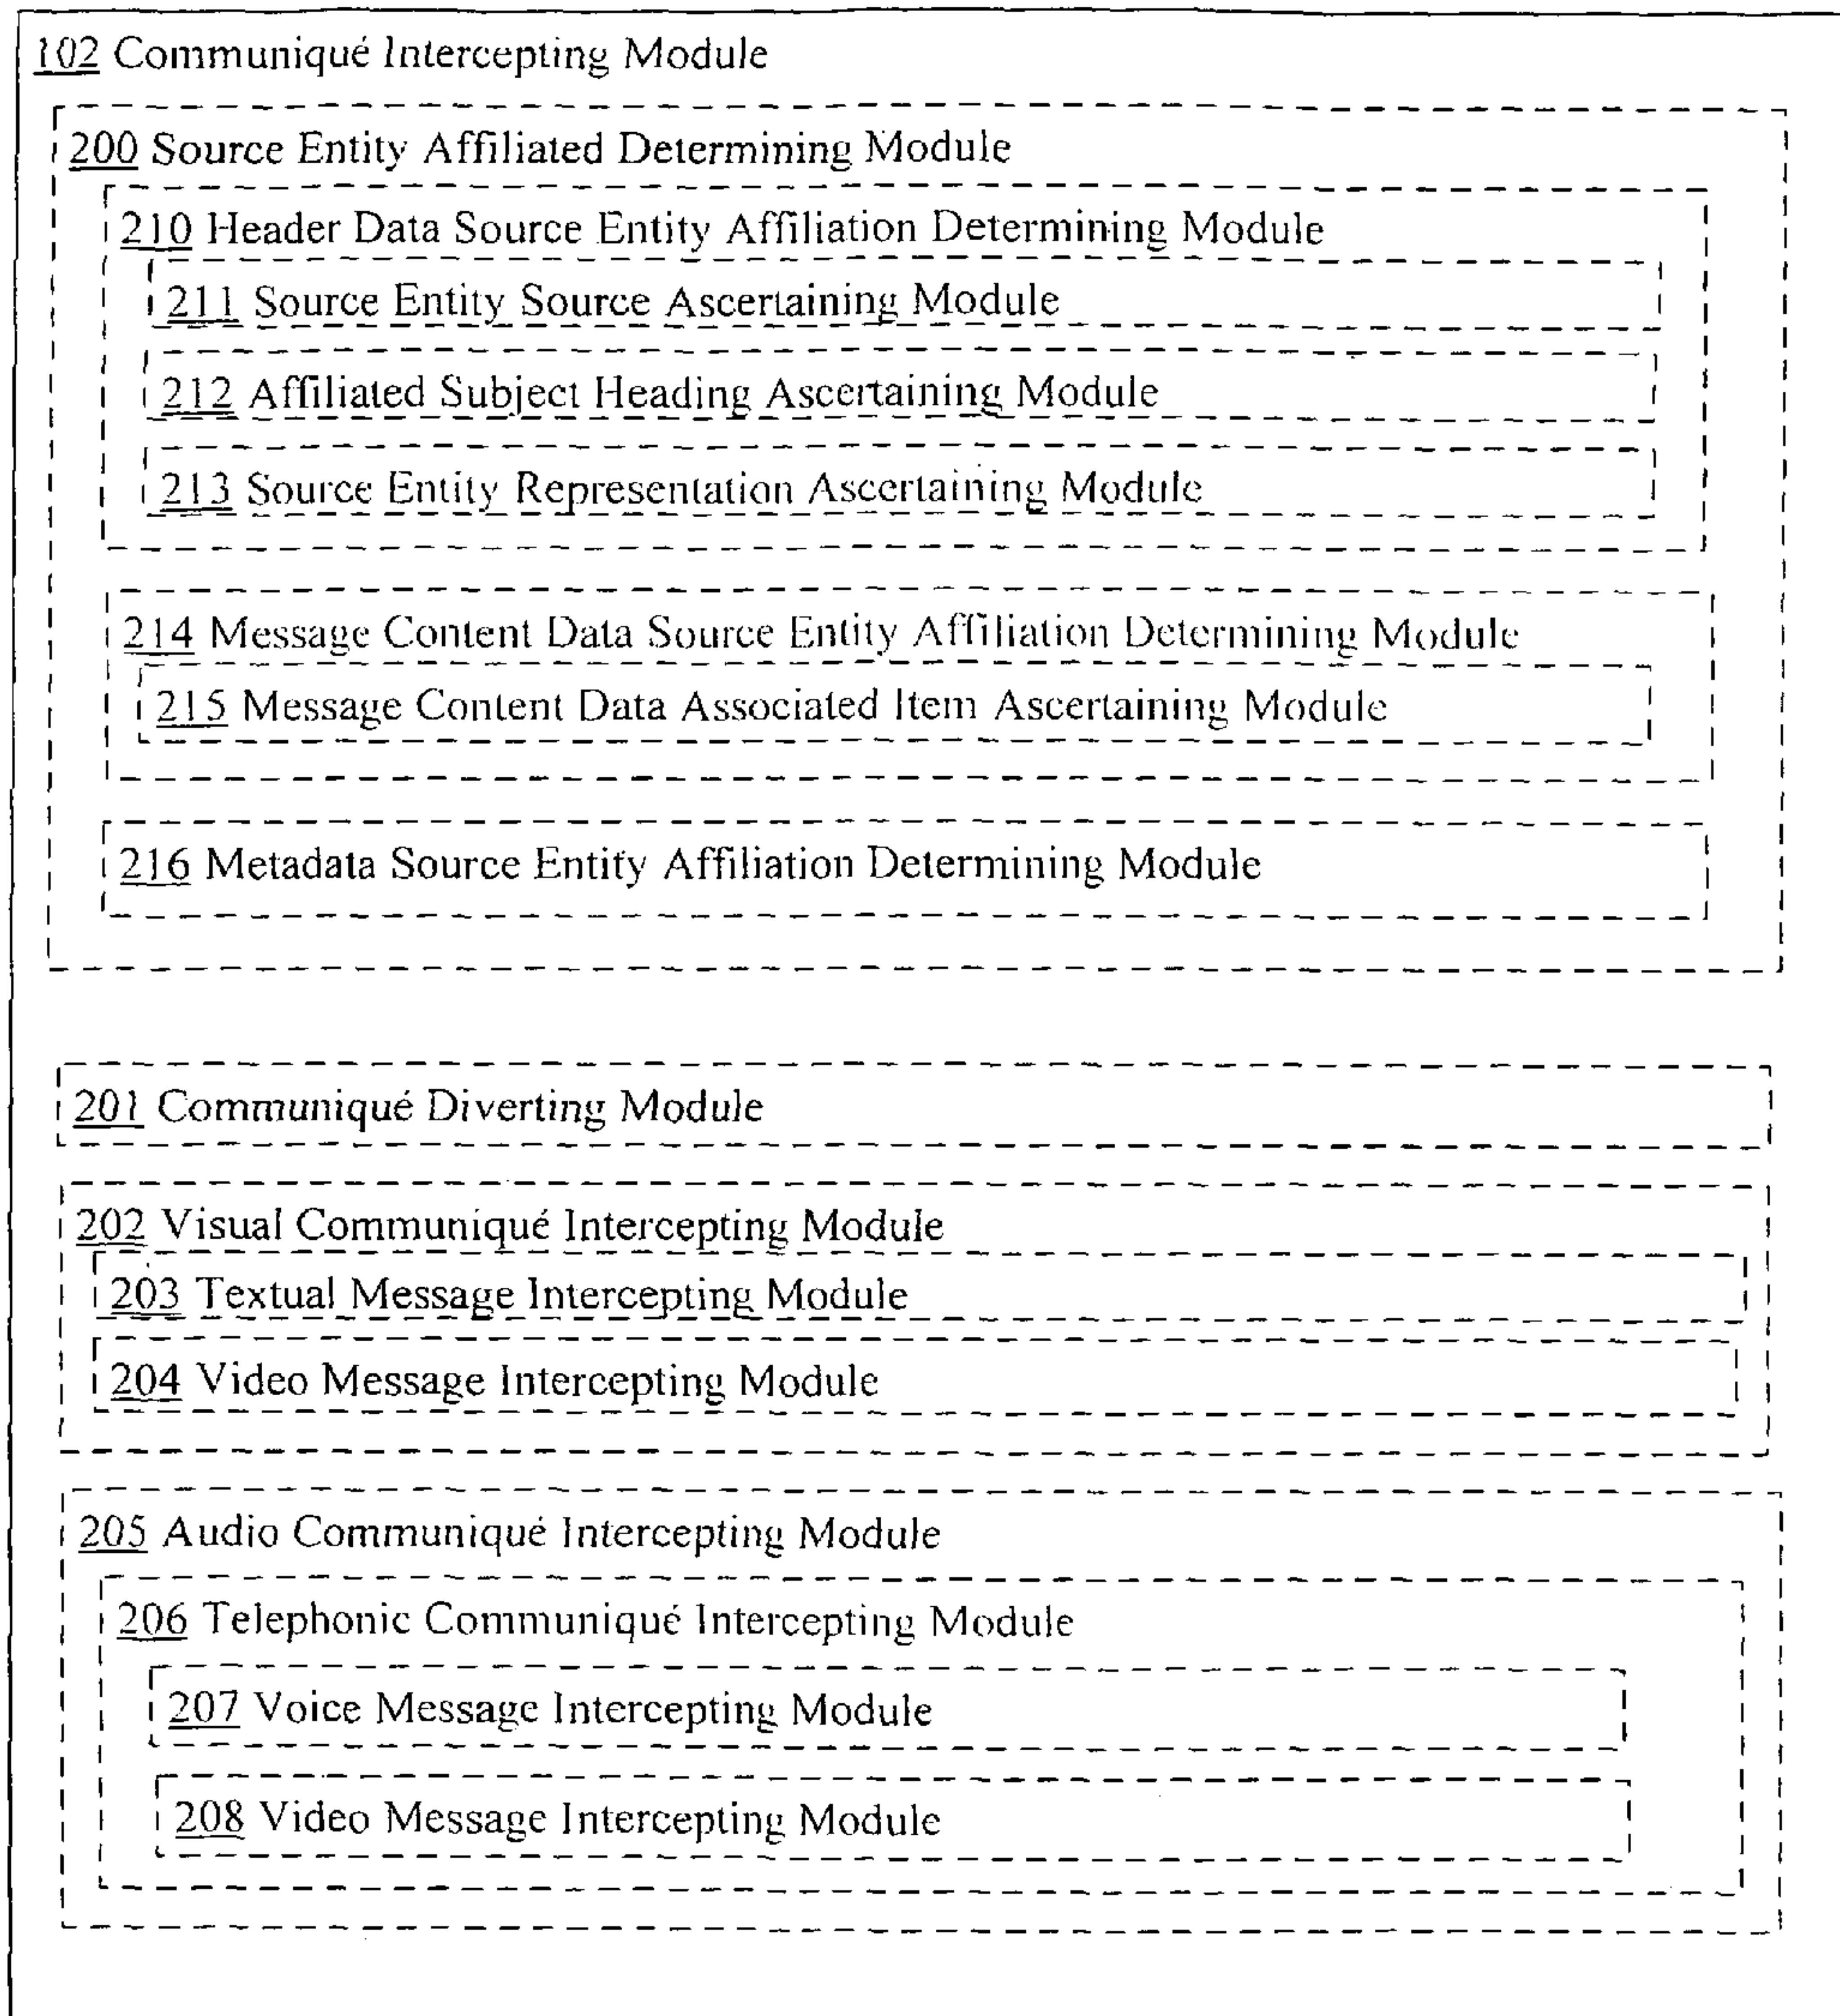 102 Communiqué Intercepting Module
200 Source Entity Affiliated Determining Module
210 Header Data Source Entity Affiliation Determining Module
211 Source Entity Source Ascertaining Module
212 Affiliated Subject Heading Ascertaining Module
213 Source Entity Representation Ascertaining Module
214 Message Content Data Source Entity Affiliation Determining Module
215 Message Content Data Associated Item Ascertaining Module
216 Metadata Source Entity Affiliation Determining Module
201 Communiqué Diverting Module
202 Visual Communiqué Intercepting Module
203 Textual Message Intercepting Module
204 Video Message Intercepting Module
205 Audio Communiqué Intercepting Module
206 Telephonic Communiqué Intercepting Module
207 Voice Message Intercepting Module
208 Video Message Intercepting Module